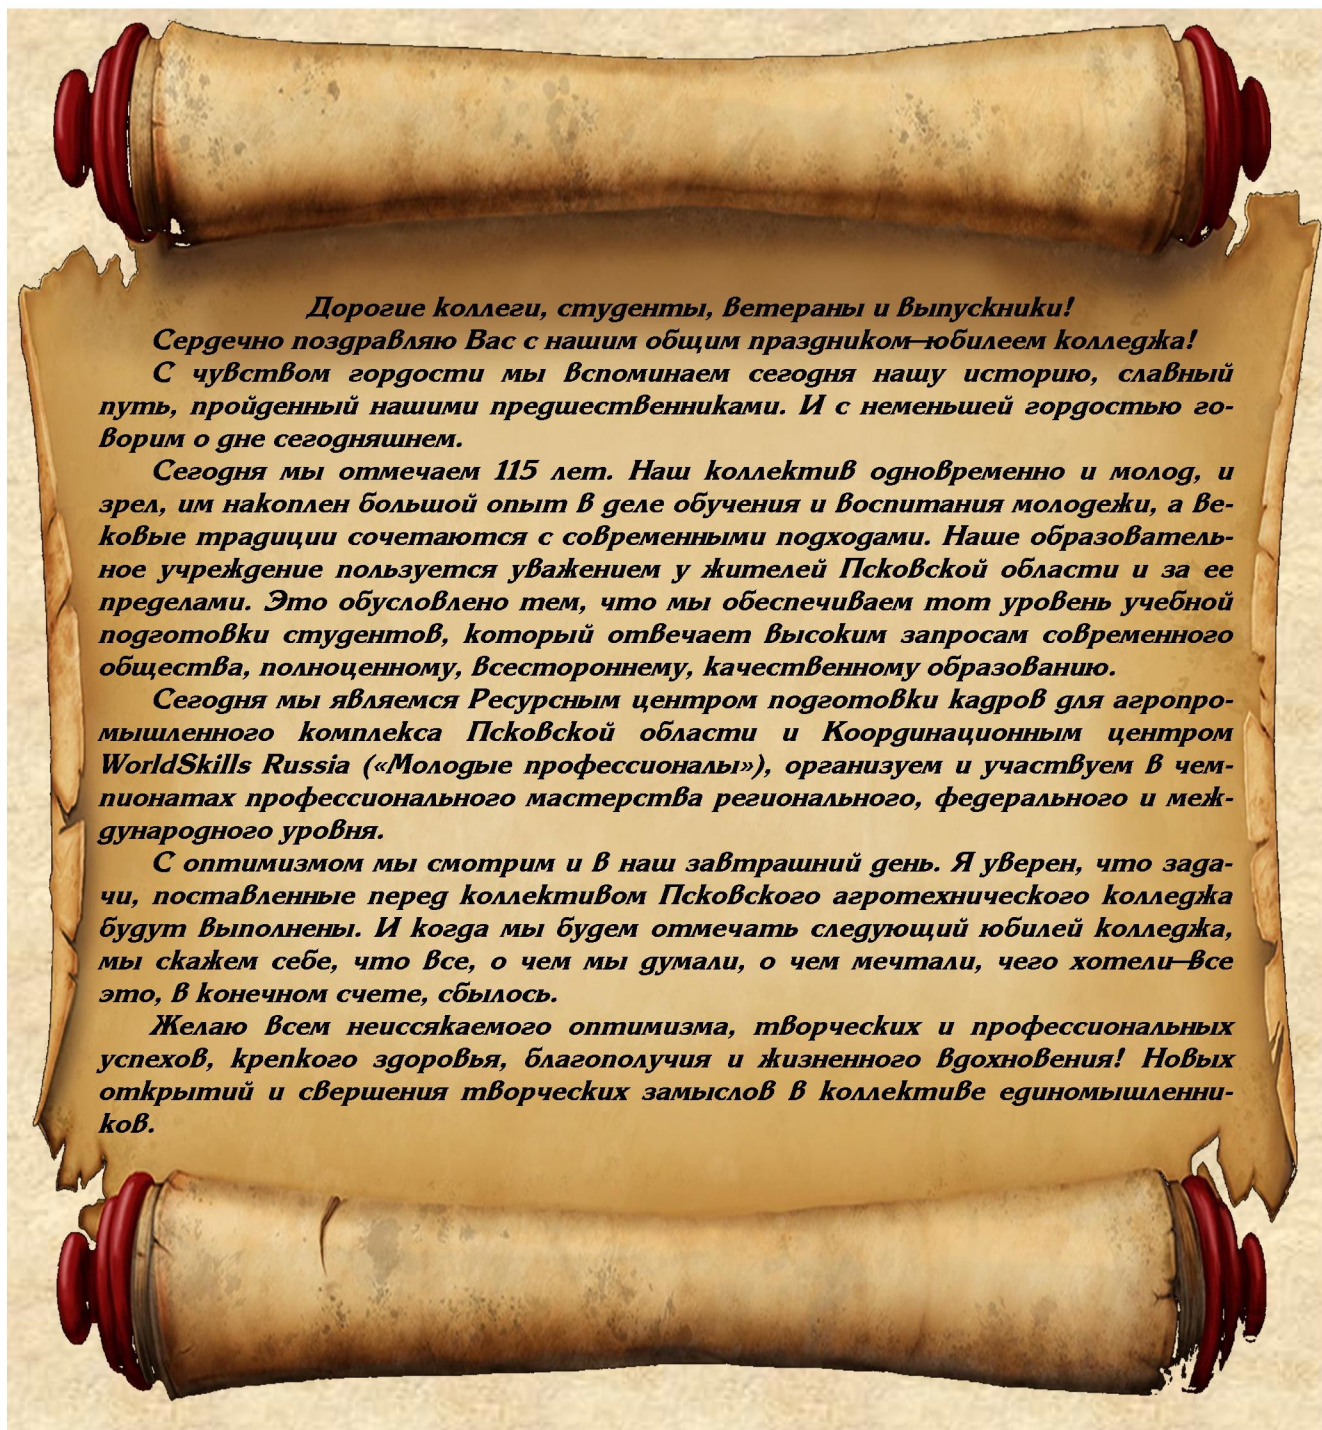 Дорогие коллеги, студенты, ветераны и выпускники!
Сердечно поздравляю Вас с нашим общим праздником—юбилеем колледжа!
С чувством гордости мы вспоминаем сегодня нашу историю, славный
путь, пройденный нашими предшественниками. И с неменьшей гордостью го-
ворим о дне сегодняшнем.
Сегодня мы отмечаем 115 лет. Наш коллектив одновременно и молод, и
зрел, им накоплен большой опыт в деле обучения и воспитания молодежи, а ве-
ковые традиции сочетаются с современными подходами. Наше образователь-
ное учреждение пользуется уважением у жителей Псковской области и за ее
пределами. Это обусловлено тем, что мы обеспечиваем тот уровень учебной
подготовки студентов, который отвечает высоким запросам современного
общества, полноценному, всестороннему, качественному образованию.
Сегодня мы являемся Ресурсным центром подготовки кадров для агропро-
мышленного комплекса Псковской области и Координационным центром
WorldSkills Russia («Молодые профессионалы»), организуем и участвуем в чем-
пионатах профессионального мастерства регионального, федерального и меж-
дународного уровня.
С оптимизмом мы смотрим и в наш завтрашний день. Я уверен, что зада-
чи, поставленные перед коллективом Псковского агротехнического колледжа
будут выполнены. И когда мы будем отмечать следующий юбилей колледжа,
мы скажем себе, что все, о чем мы думали, о чем мечтали, чего хотели—все
это, в конечном счете, сбылось.
Желаю всем неиссякаемого оптимизма, творческих и профессиональных
успехов, крепкого здоровья, благополучия и жизненного вдохновения! Новых
открытий и свершения творческих замыслов в коллективе единомышленни-
ков.